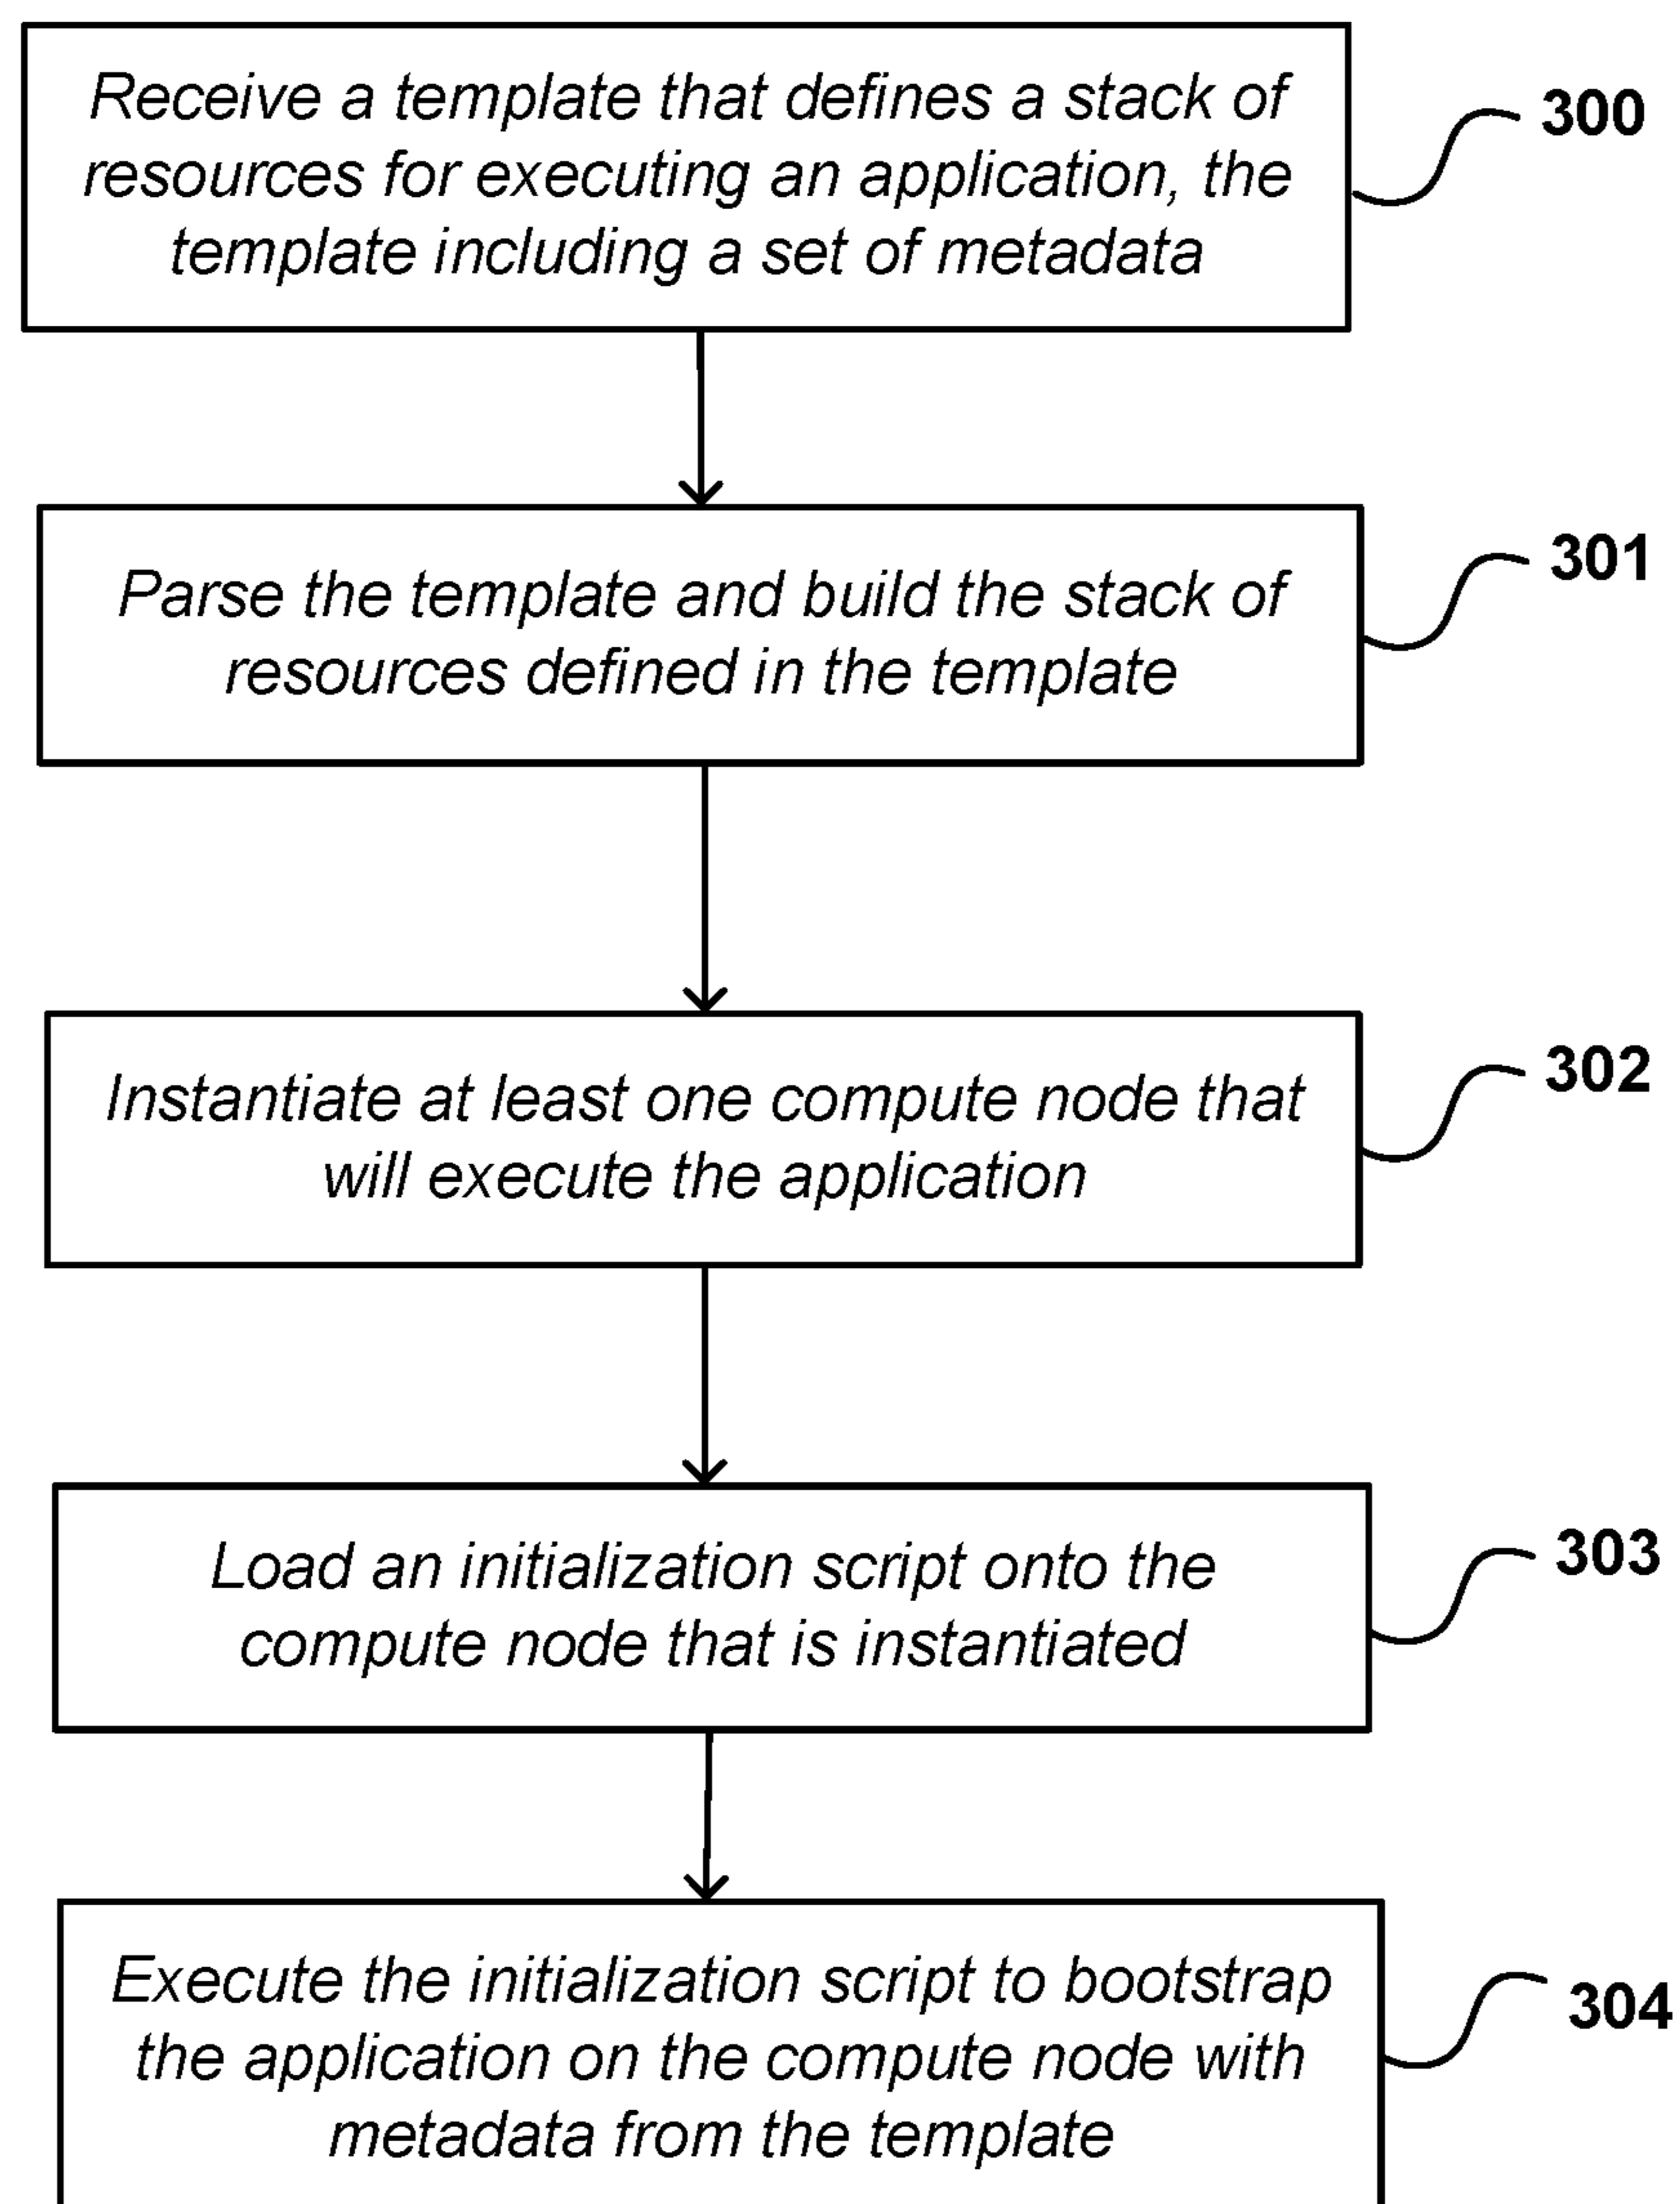 Receive a template that defines a stack of
resources for executing an application, the
template including a set of metadata
300
Parse the template and build the stack of
resources defined in the template
301
Instantiate at least one compute node that
will execute the application
302
Load an initialization script onto the
compute node that is instantiated
303
Execute the initialization script to bootstrap
the application on the compute node with
metadata from the template
304